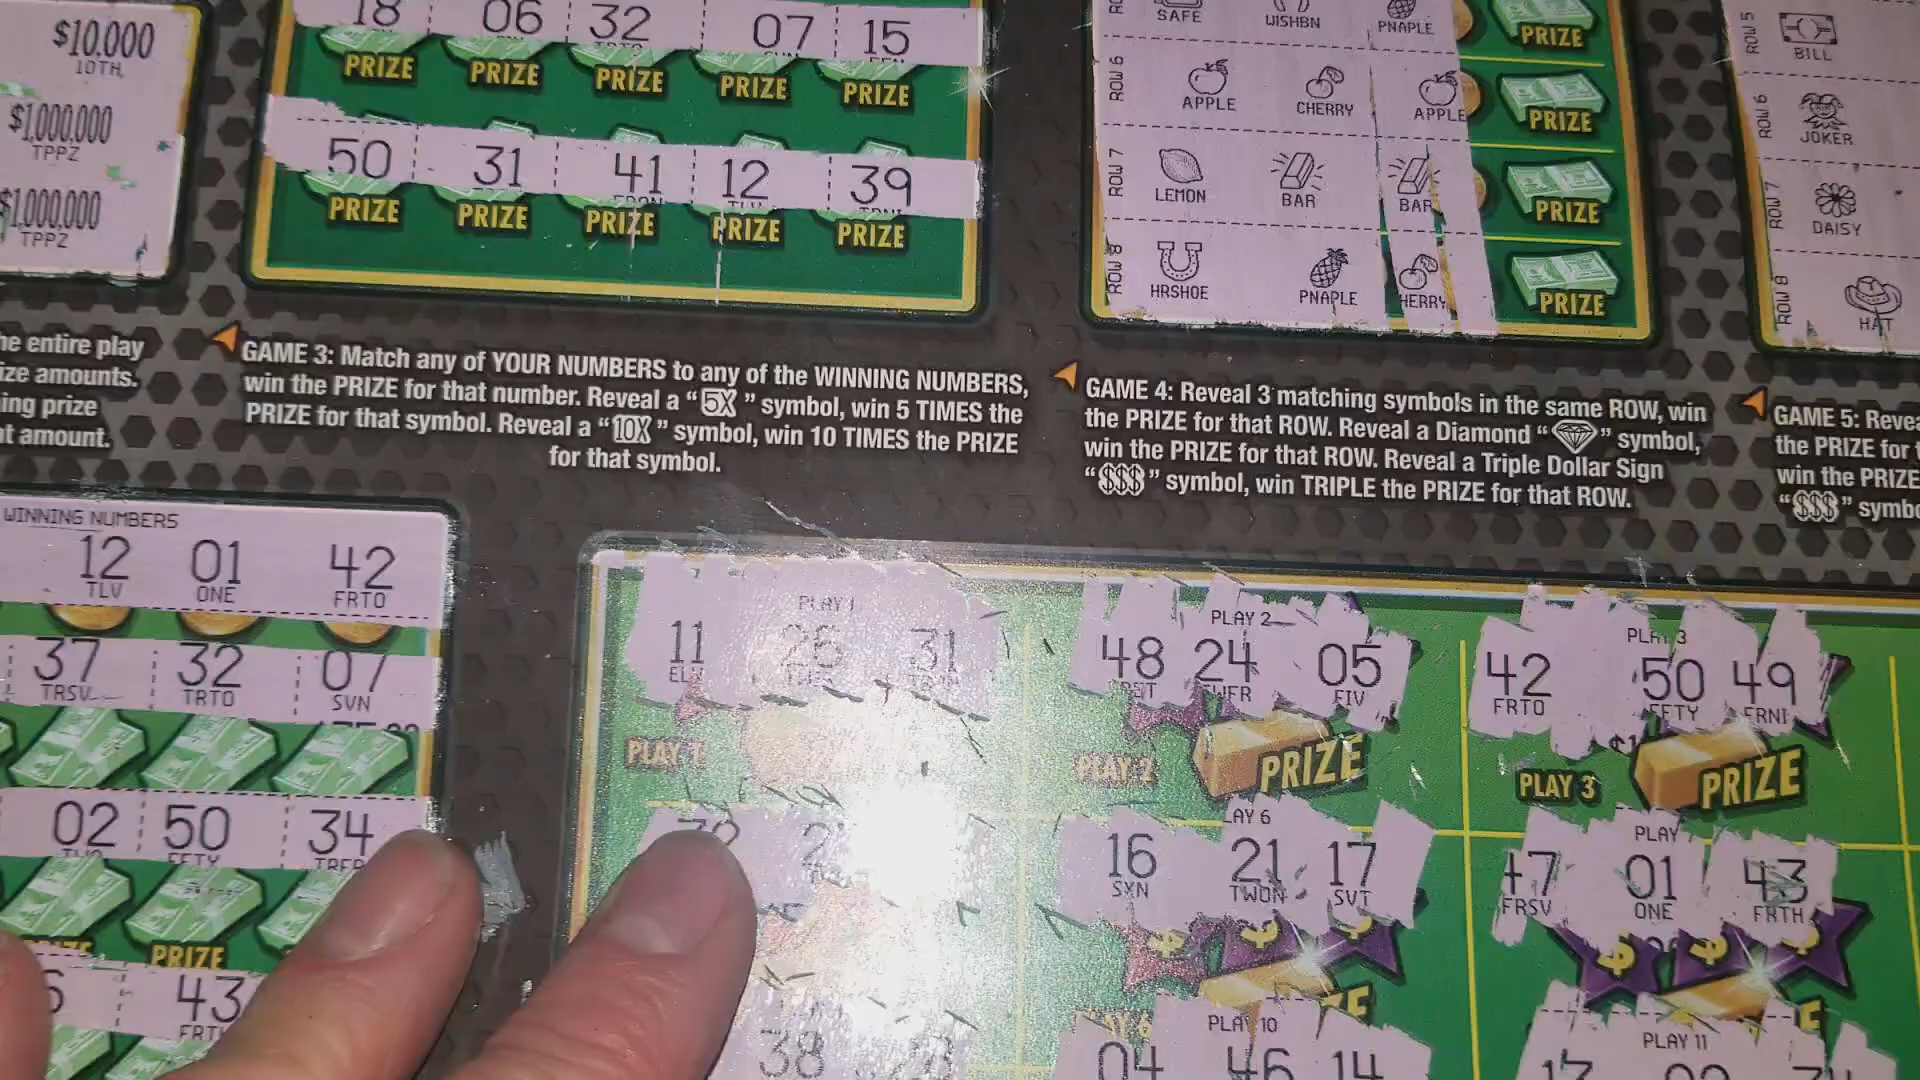 $10,000
10TH
$1,000,000
TPPZ
$1,000,000
TPPZ
18 06 32 07 15
PRIZE PRIZE PRIZE PRIZE PRIZE
50 31 41 12 39
PRIZE PRIZE PRIZE PRIZE PRIZE
SAFE WISHBN PNAPLE PRIZE
ROW 6 APPLE CHERRY APPLE PRIZE
ROW 7 LEMON BAR BAR PRIZE
ROW 8 HRSHOE PNAPLE HERRY PRIZE
ROW 5 BILL
ROW 6 JOKER
ROW 7 DAISY
ROW 8 HAT
he entire play
ize amounts.
ing prize
at amount.
GAME 3: Match any of YOUR NUMBERS to any of the WINNING NUMBERS,
win the PRIZE for that number. Reveal a “5X” symbol, win 5 TIMES the
PRIZE for that symbol. Reveal a “10X” symbol, win 10 TIMES the PRIZE
for that symbol.
GAME 4: Reveal 3 matching symbols in the same ROW, win
the PRIZE for that ROW. Reveal a Diamond “ ” symbol,
win the PRIZE for that ROW. Reveal a Triple Dollar Sign
“$$$” symbol, win TRIPLE the PRIZE for that ROW.
GAME 5: Revea
the PRIZE for
win the PRIZE
“$$$” symbo
WINNING NUMBERS
12 01 42
TLV ONE FRTO
37 32 07
TRSV TRTO SVN
02 50 34
PRIZE
43
PLAY 1
11 26 31
PLAY 1
PLAY 2
48 24 05
FIV
PLAY 2 PRIZE
42 50 49
FRTO FFTY FRNI
PLAY 3 PRIZE
16 21 17
SXN TWON SVT
PLAY
47 01 43
FRSV ONE FRTH
38
PLAY 10
04 46 14
PLAY 11